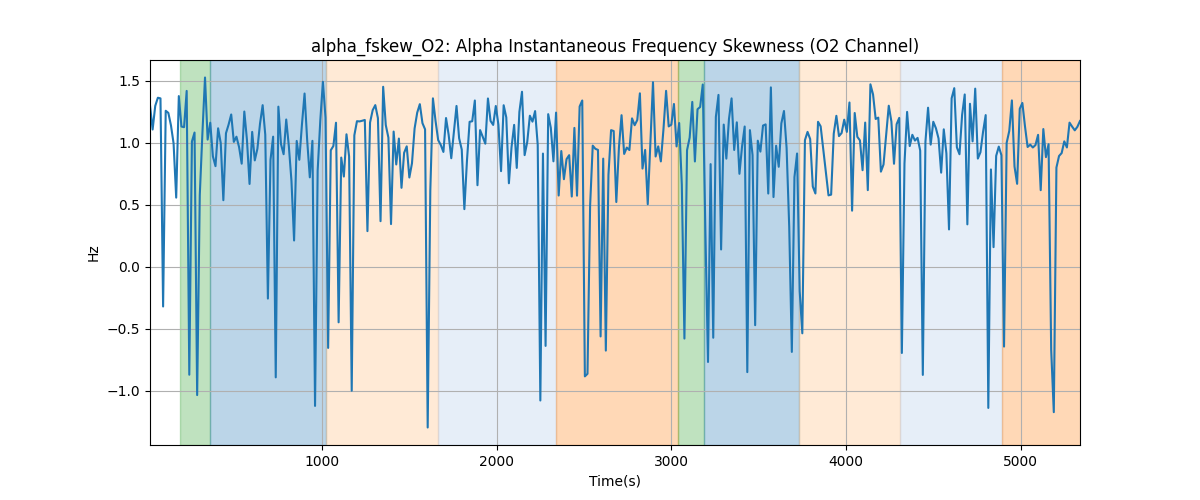 alpha_fskew_O2: Alpha Instantaneous Frequency Skewness (O2 Channel)
1.5
1.0
0.5
0.0
−0.5
−1.0
Hz
1000 2000 3000 4000 5000
Time(s)